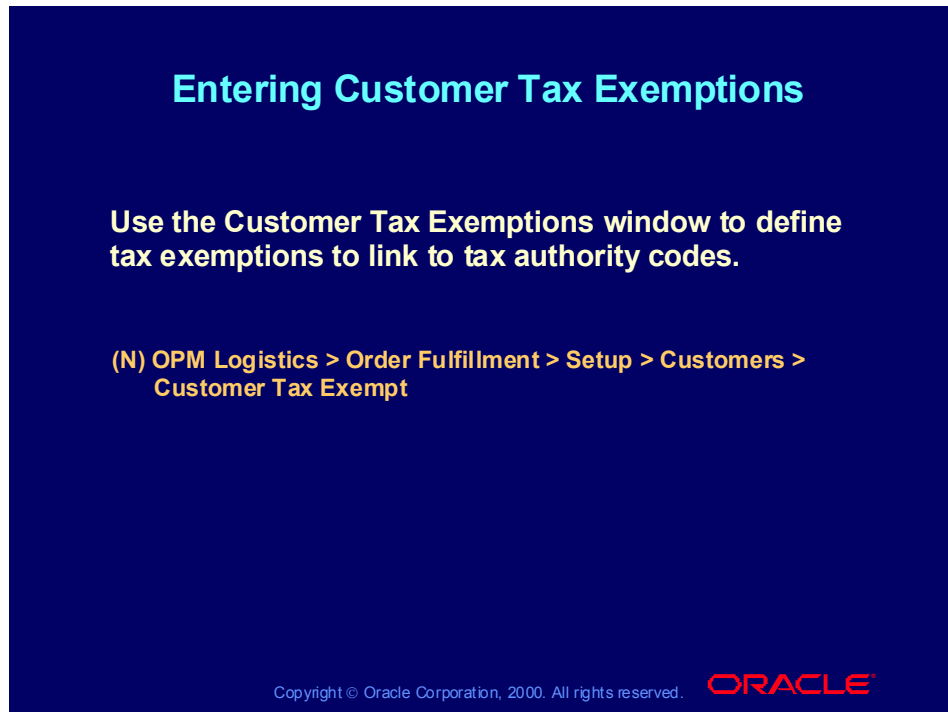 Entering Customer Tax Exemptions
Use the Customer Tax Exemptions window to define
tax exemptions to link to tax authority codes.
(N) OPM Logistics > Order Fulfillment > Setup > Customers >
Customer Tax Exempt
Copyright © Oracle Corporation, 2000. All rights reserved.
ORACLE®